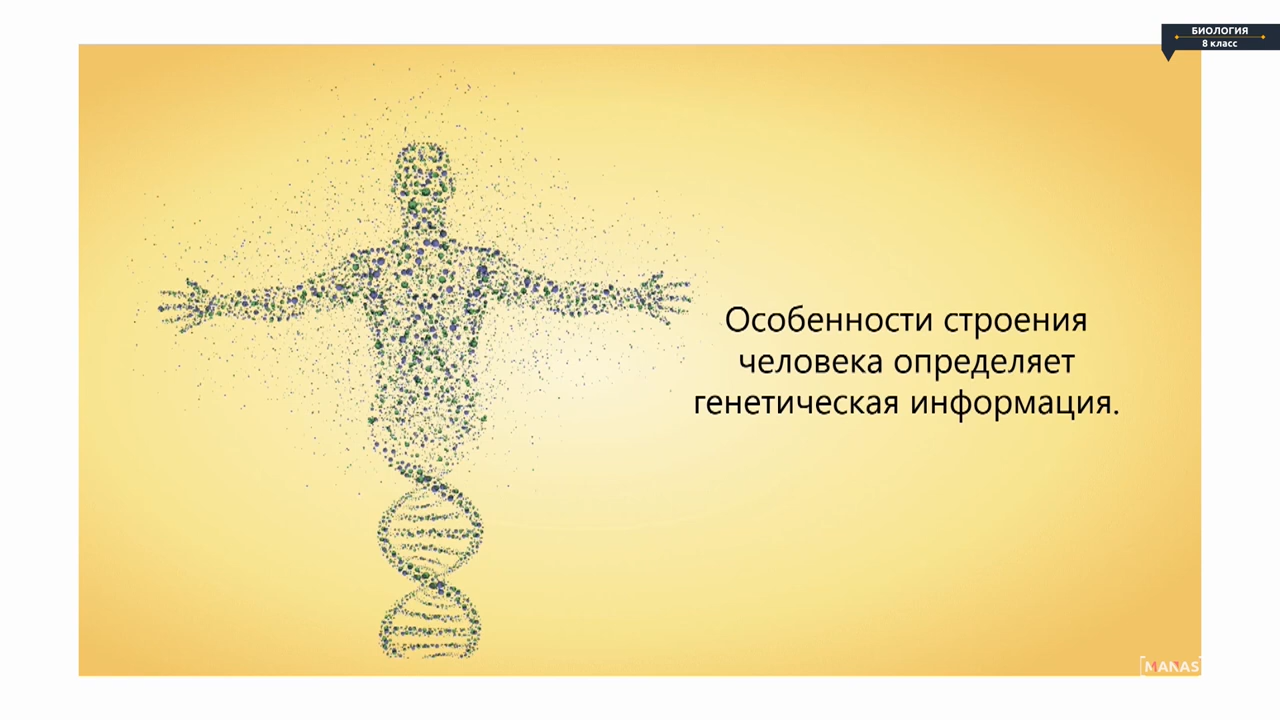 БИОЛОГИЯ
8 класс
Особенности строения
человека определяет
генетическая информация.
MANAS